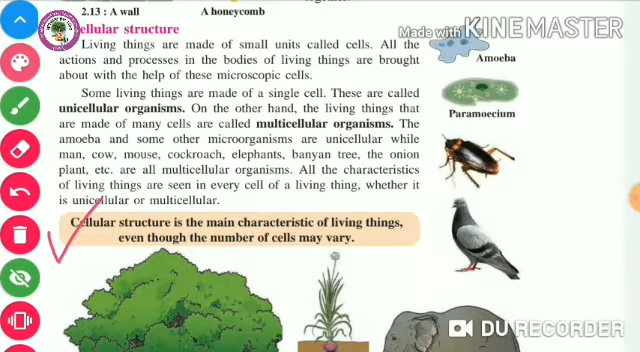 2.13 : A wall
A honeycomb
Made with KINEMASTER
ellular structure
Living things are made of small units called cells. All the
actions and processes in the bodies of living things are brought
about with the help of these microscopic cells.
Some living things are made of a single cell. These are called
unicellular organisms. On the other hand, the living things that
are made of many cells are called multicellular organisms. The
amoeba and some other microorganisms are unicellular while
man, cow, mouse, cockroach, elephants, banyan tree, the onion
plant, etc. are all multicellular organisms. All the characteristics
of living things are seen in every cell of a living thing, whether it
is unicellular or multicellular.
Cellular structure is the main characteristic of living things,
even though the number of cells may vary.
Amoeba
Paramoecium
DU RECORDER